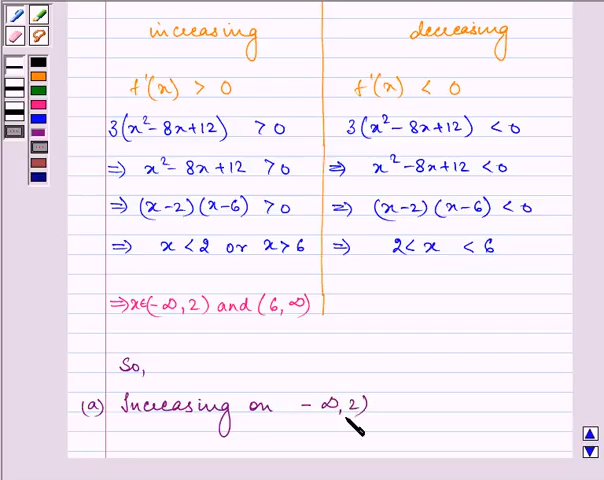 increasing
f'(x) > 0
3(x² - 8x + 12) > 0
⇒ x² - 8x + 12 > 0
⇒ (x-2)(x-6) > 0
⇒ x < 2 or x > 6
⇒ x ∈ (-∞, 2) and (6, ∞)
decreasing
f'(x) < 0
3(x² - 8x + 12) < 0
⇒ x² - 8x + 12 < 0
⇒ (x-2)(x-6) < 0
⇒ 2 < x < 6
So,
(a) Increasing on - ∞, 2)